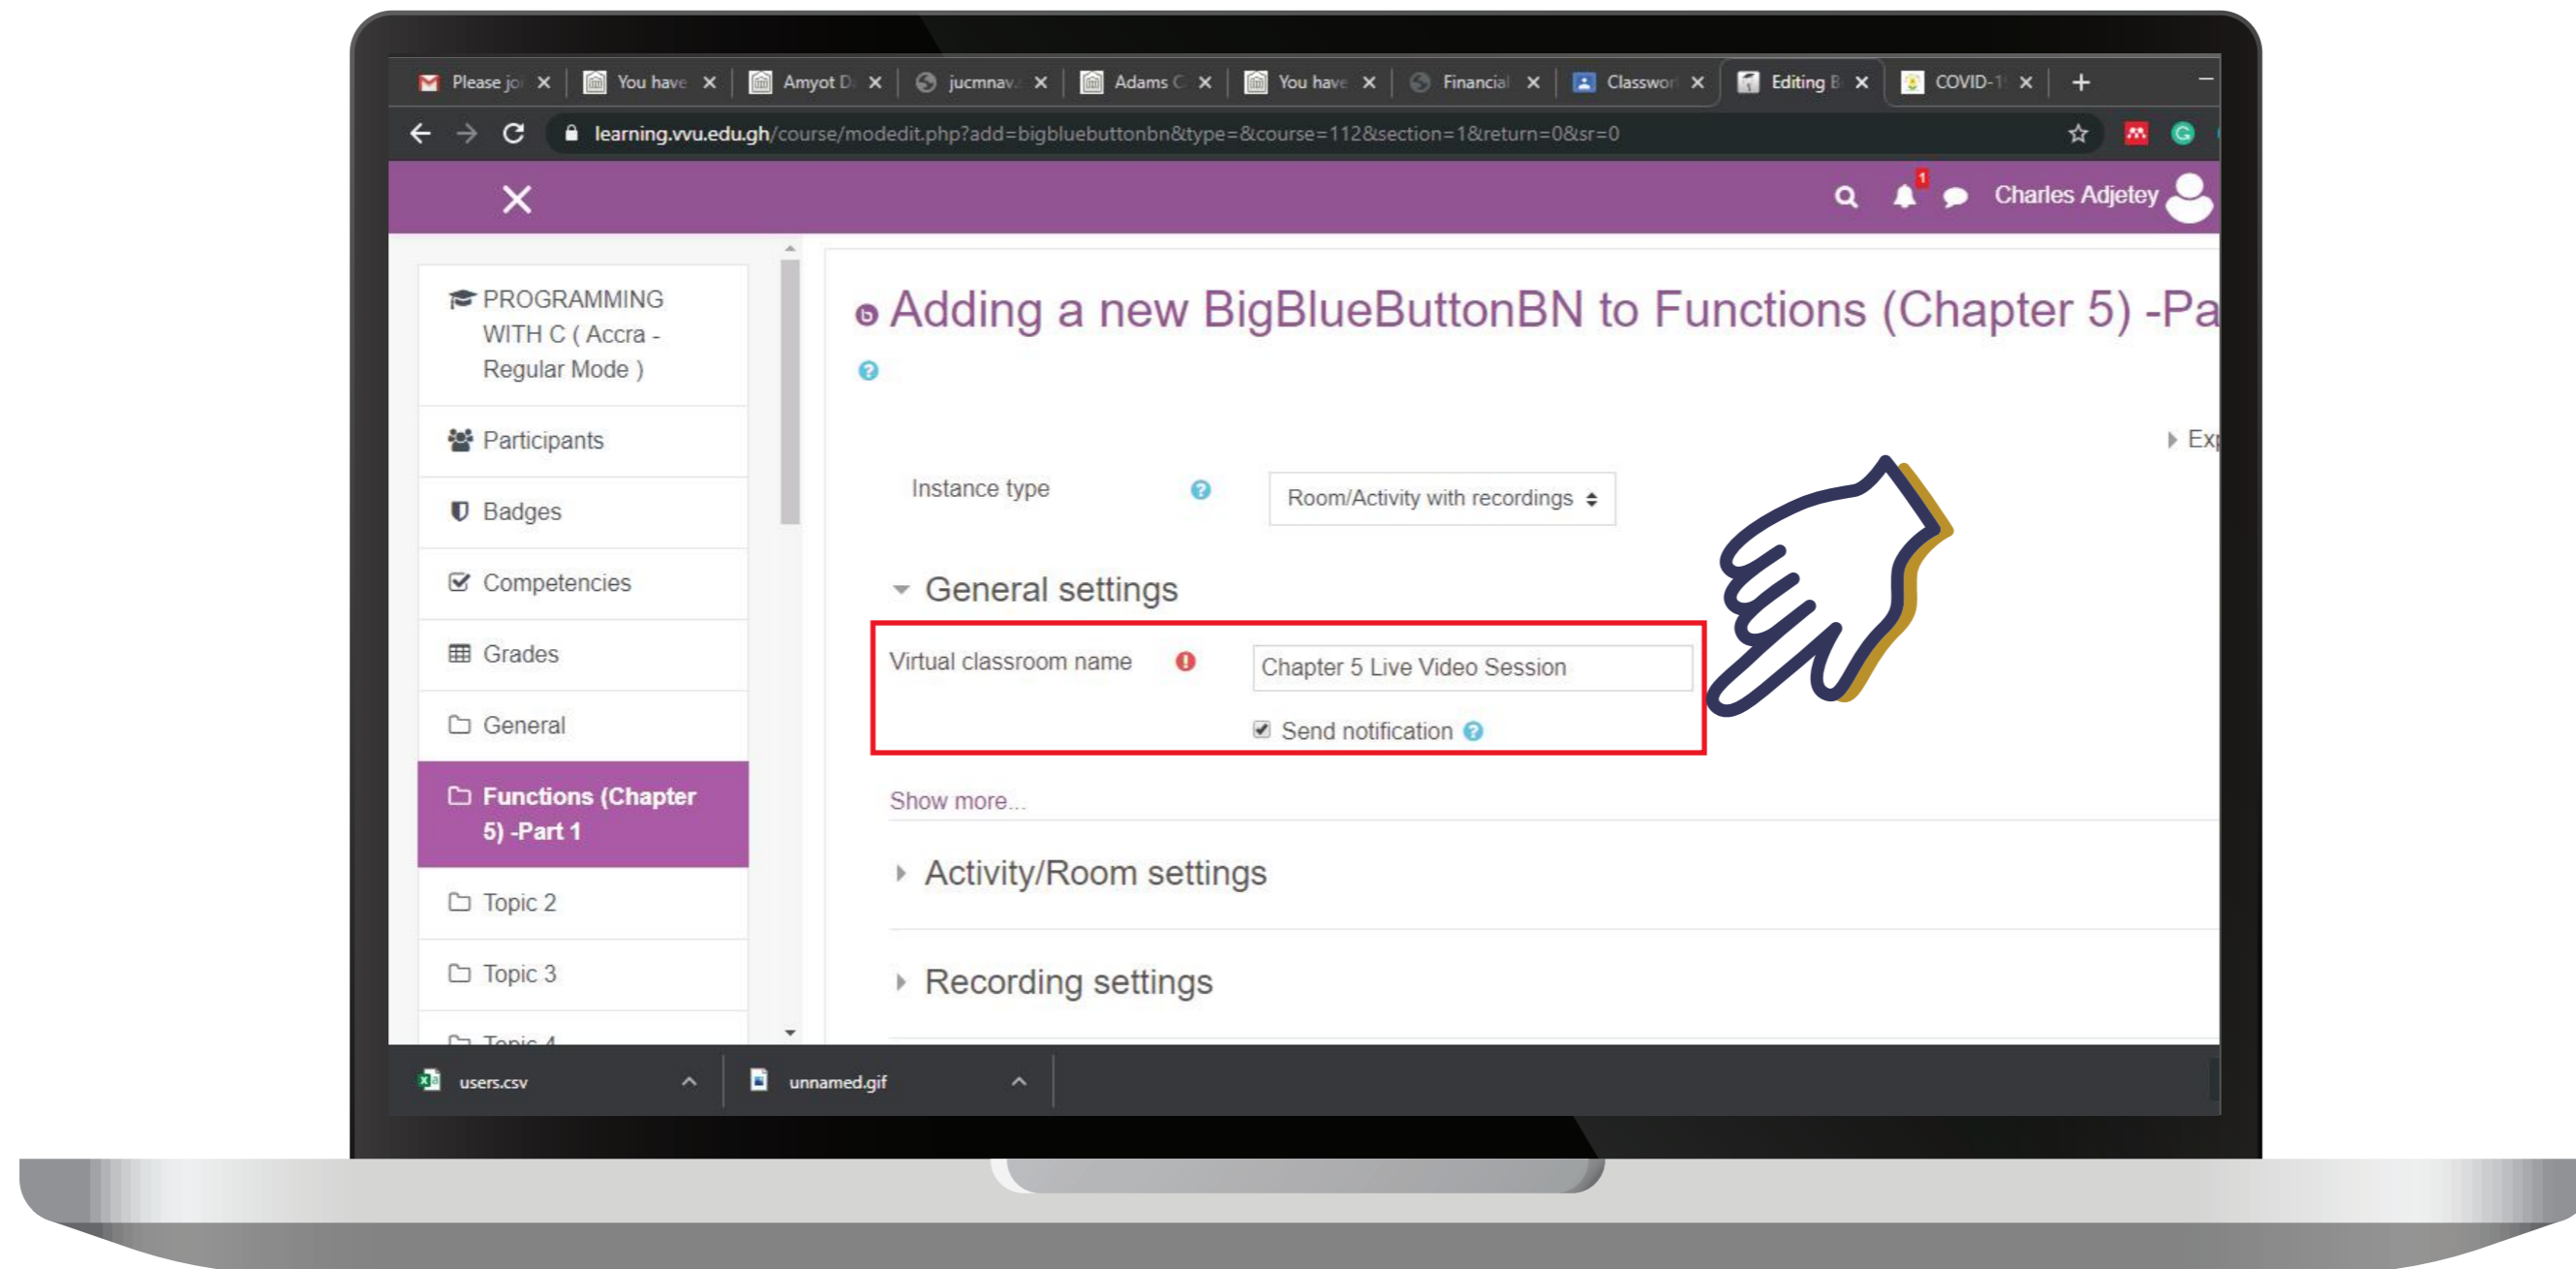 Please jo
You have
Amyot D
jucmnav.
Adams C
You have
Financial
Classwor
Editing B
COVID-1
learning.vvu.edu.gh/course/modedit.php?add=bigbluebuttonbn&type=&course=112&section=1&return=0&sr=0
1
Charles Adjetey
PROGRAMMING
WITH C ( Accra -
Regular Mode )
Participants
Badges
Competencies
Grades
General
Functions (Chapter
5) -Part 1
Topic 2
Topic 3
Topic 4
Adding a new BigBlueButtonBN to Functions (Chapter 5) -Pa
Exp
Instance type
Room/Activity with recordings
General settings
Virtual classroom name
Chapter 5 Live Video Session
Send notification
Show more...
Activity/Room settings
Recording settings
users.csv
unnamed.gif